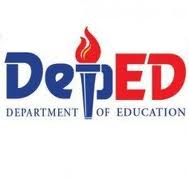 DepED
DEPARTMENT OF EDUCATION